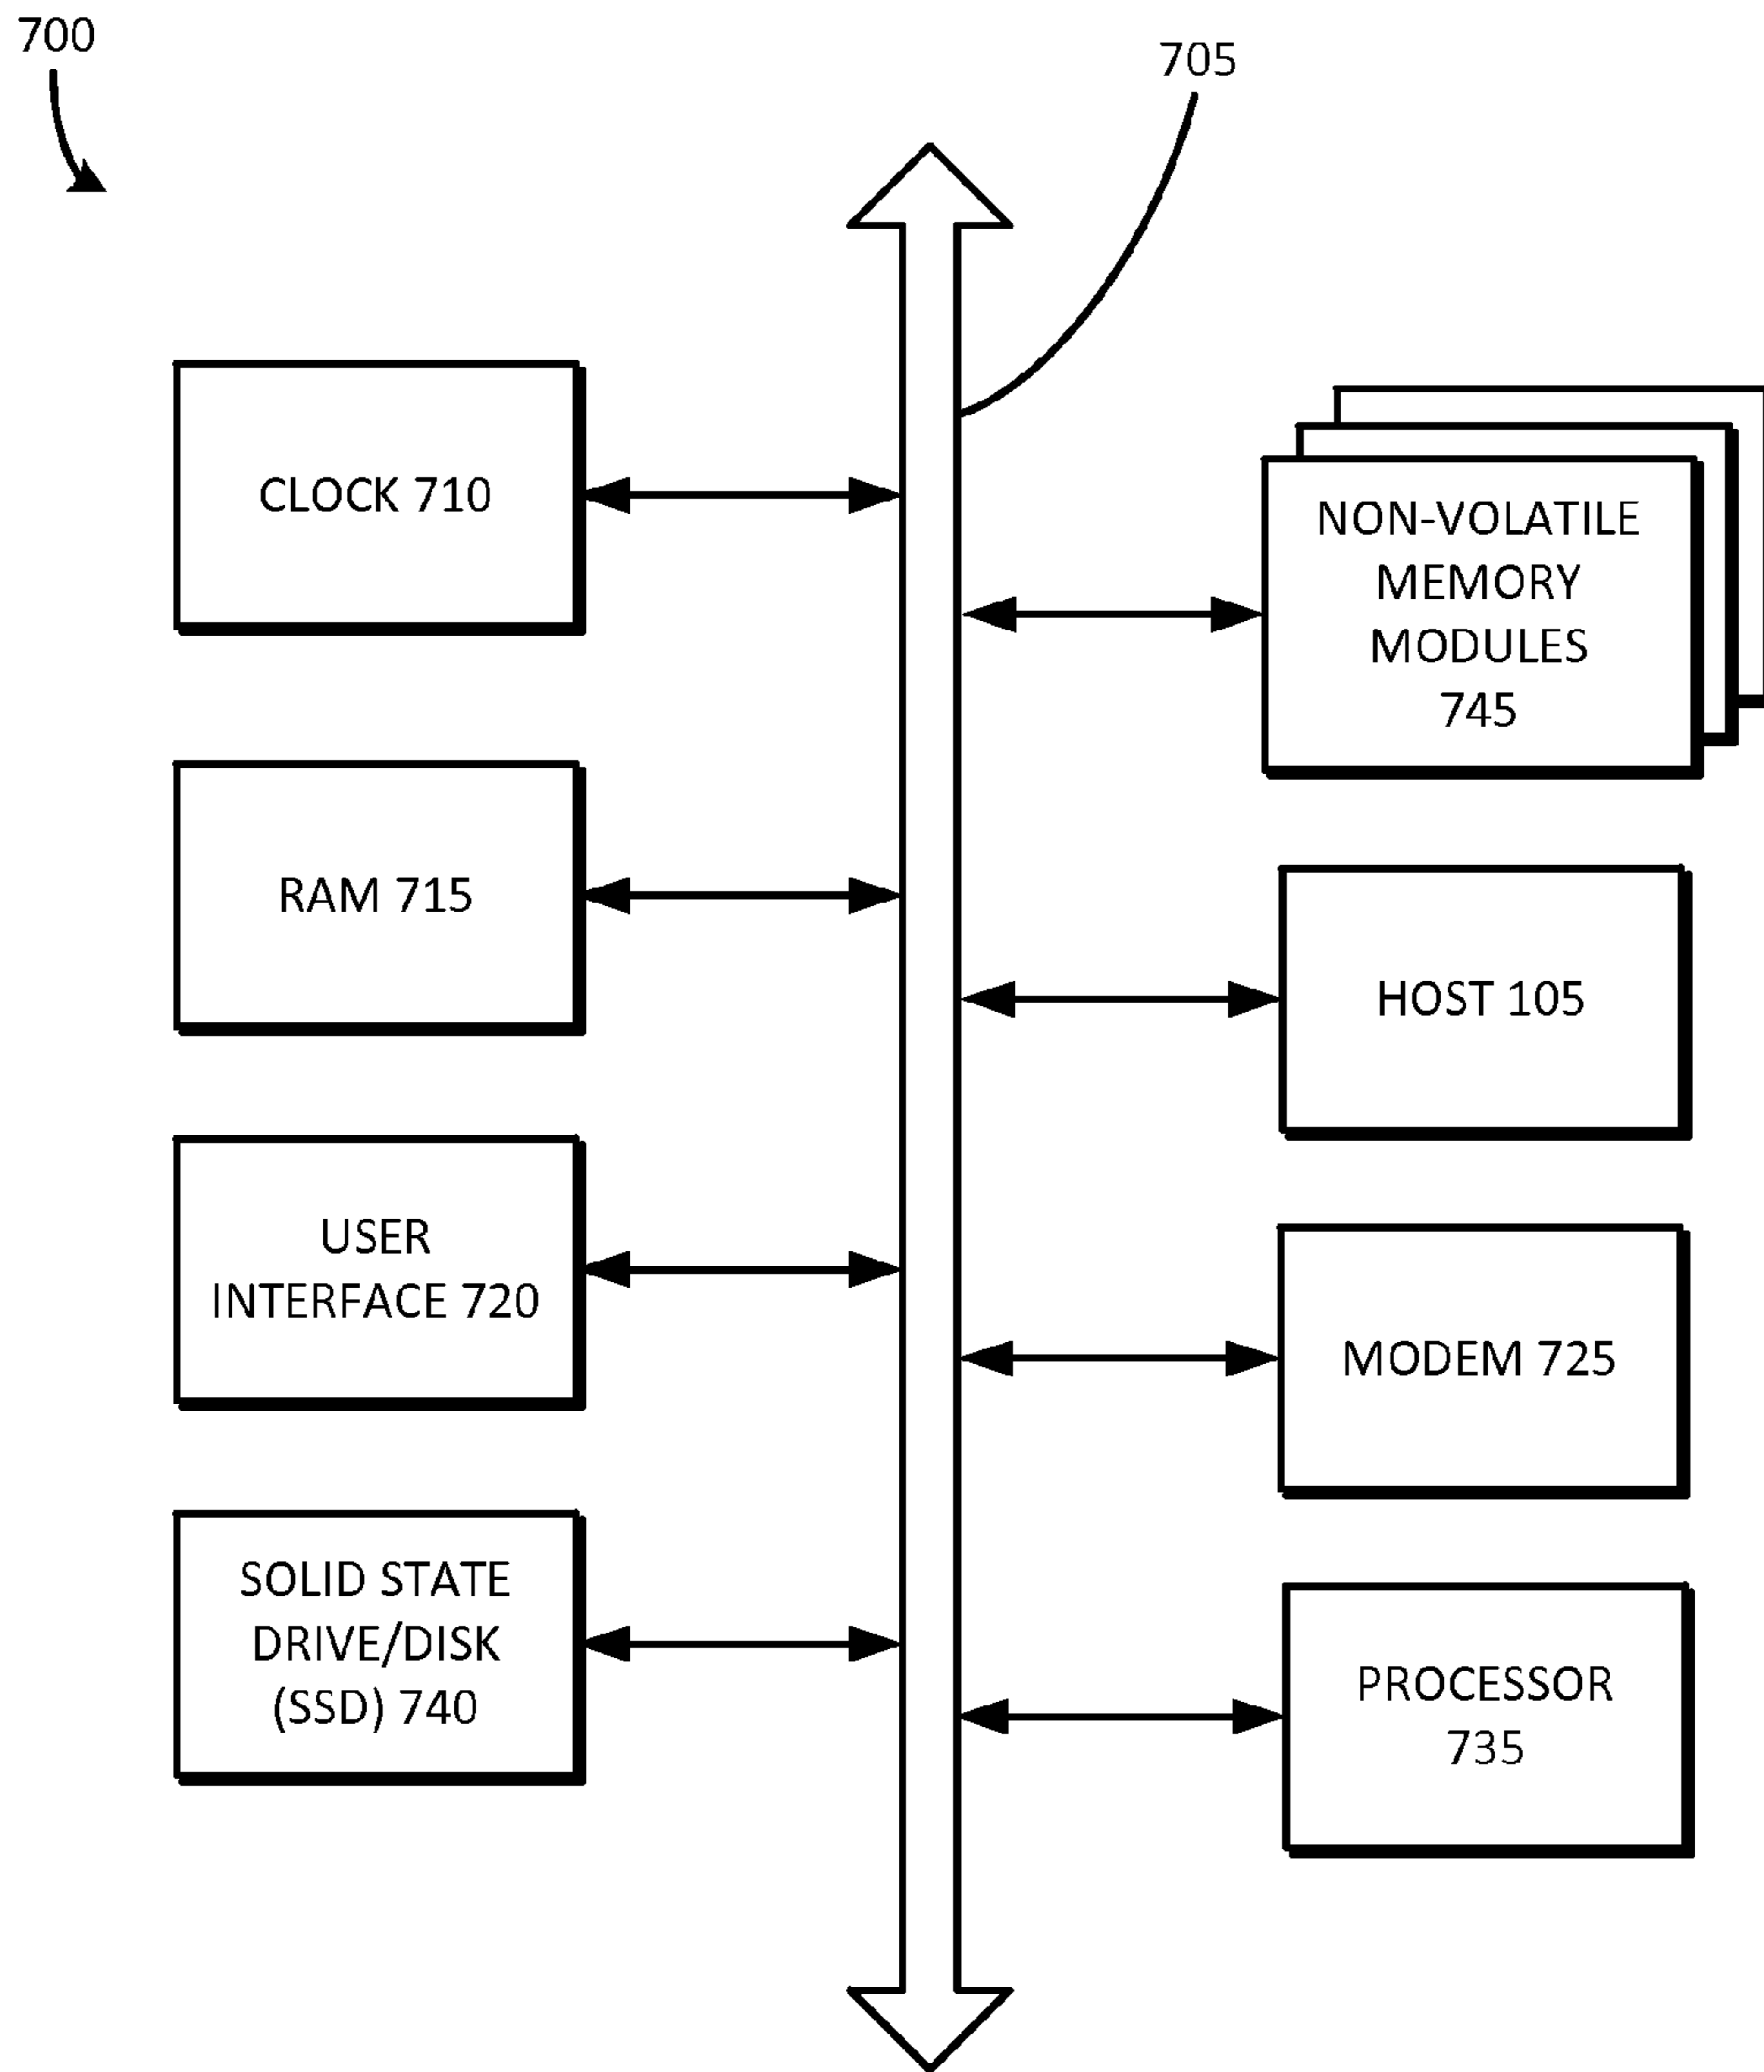 700
705
CLOCK 710
NON-VOLATILE
MEMORY
MODULES
745
RAM 715
HOST 105
USER
INTERFACE 720
MODEM 725
SOLID STATE
DRIVE/DISK
(SSD) 740
PROCESSOR
735